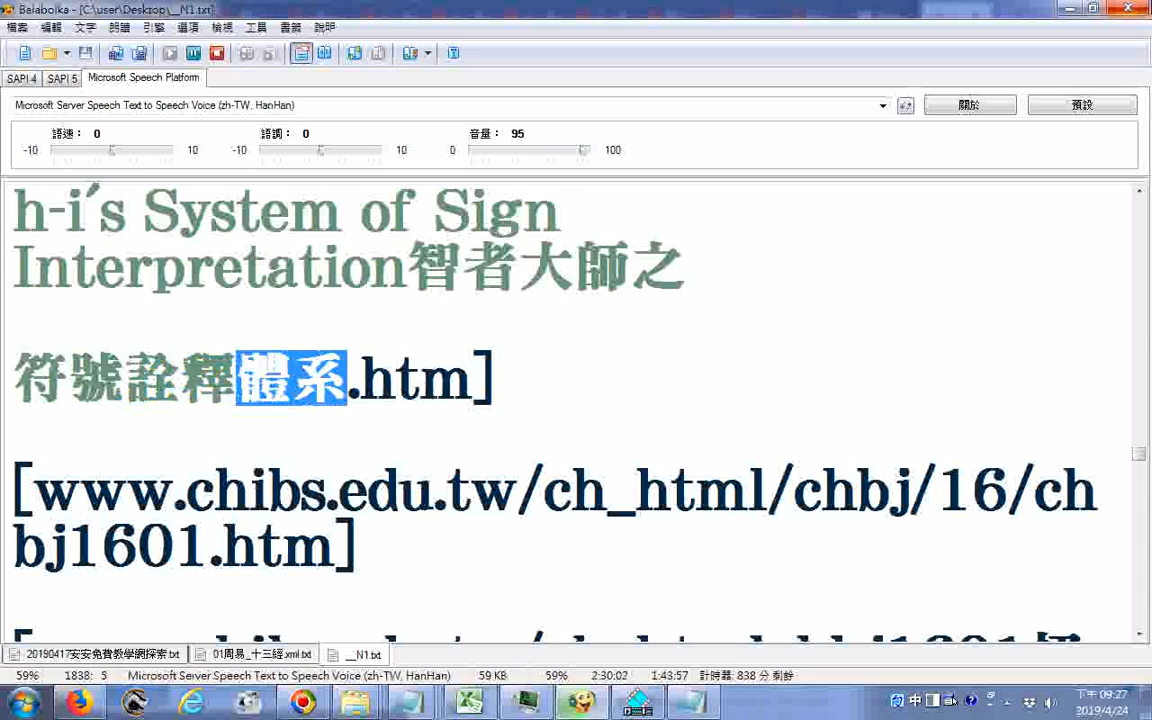 Balabolka - [C:\user\Desktop\__N1.txt]
檔案 編輯 文字 朗讀 引擎 選項 檢視 工具 書籤 說明
SAPI 4 SAPI 5 Microsoft Speech Platform
Microsoft Server Speech Text to Speech Voice (zh-TW, HanHan) 關於 預設
語速： 0 語調： 0 音量： 95
-10 10 -10 10 0 100
h-i's System of Sign
Interpretation智者大師之
符號詮釋體系.htm]
[www.chibs.edu.tw/ch_html/chbj/16/ch
bj1601.htm]
20190417安安免費教學網探索.txt 01周易_十三經.xml.txt __N1.txt
59% 1838: 5 Microsoft Server Speech Text to Speech Voice (zh-TW, HanHan) 59 KB 59% 2:30:02 1:43:57 計時器: 838 分 剩餘
中 下午 09:27
2019/4/24